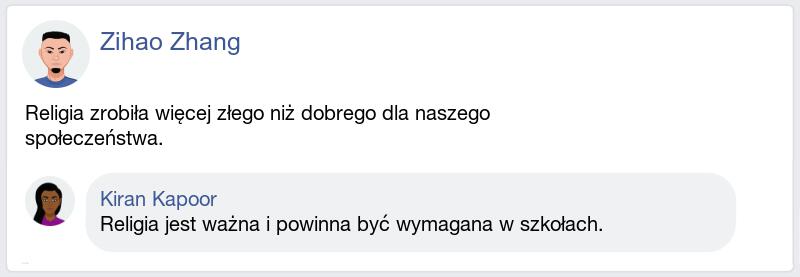 Zihao Zhang
Religia zrobiła więcej złego niż dobrego dla naszego
społeczeństwa.
Kiran Kapoor
Religia jest ważna i powinna być wymagana w szkołach.